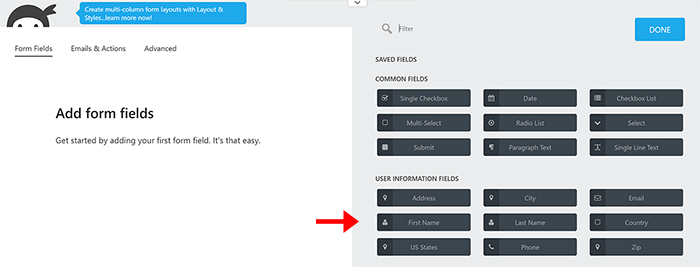 Create multi-column form layouts with Layout &
Styles...learn more now!
Form Fields
Emails & Actions
Advanced
Add form fields
Get started by adding your first form field. It's that easy.
Filter
DONE
SAVED FIELDS
COMMON FIELDS
Single Checkbox
Date
Checkbox List
Multi-Select
Radio List
Select
Submit
Paragraph Text
Single Line Text
USER INFORMATION FIELDS
Address
City
Email
First Name
Last Name
Country
US States
Phone
Zip